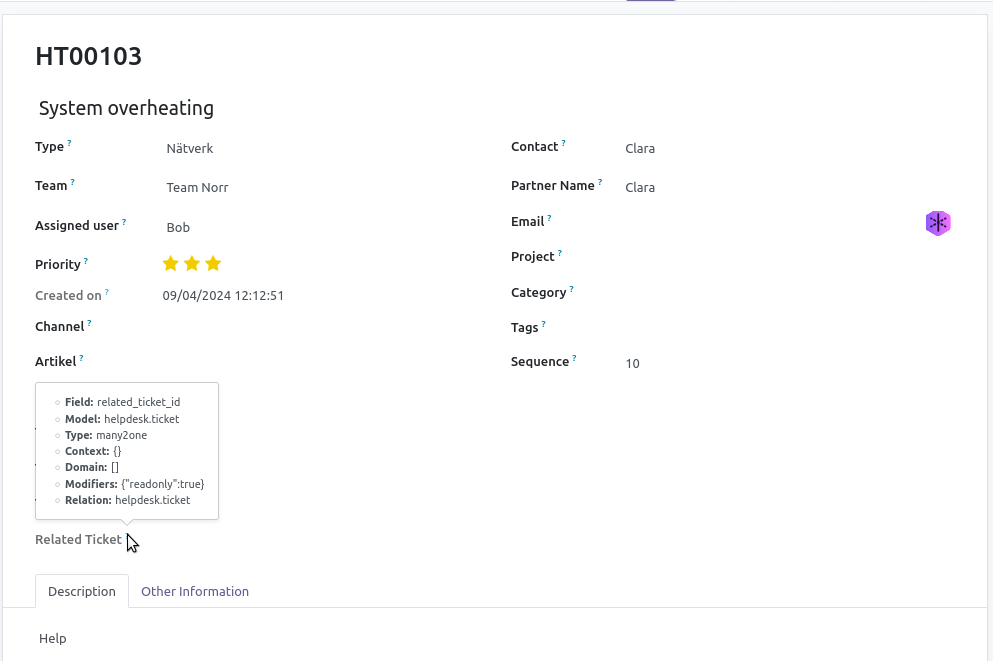 HT00103
System overheating
Type ? Nätverk
Contact ? Clara
Team ? Team Norr
Partner Name ? Clara
Assigned user ? Bob
Email ?
Priority ?
Project ?
Created on ? 09/04/2024 12:12:51
Category ?
Channel ?
Tags ?
Artikel ?
Sequence ? 10
Field: related_ticket_id
Model: helpdesk.ticket
Type: many2one
Context: {}
Domain: []
Modifiers: {"readonly":true}
Relation: helpdesk.ticket
Related Ticket
Description Other Information
Help